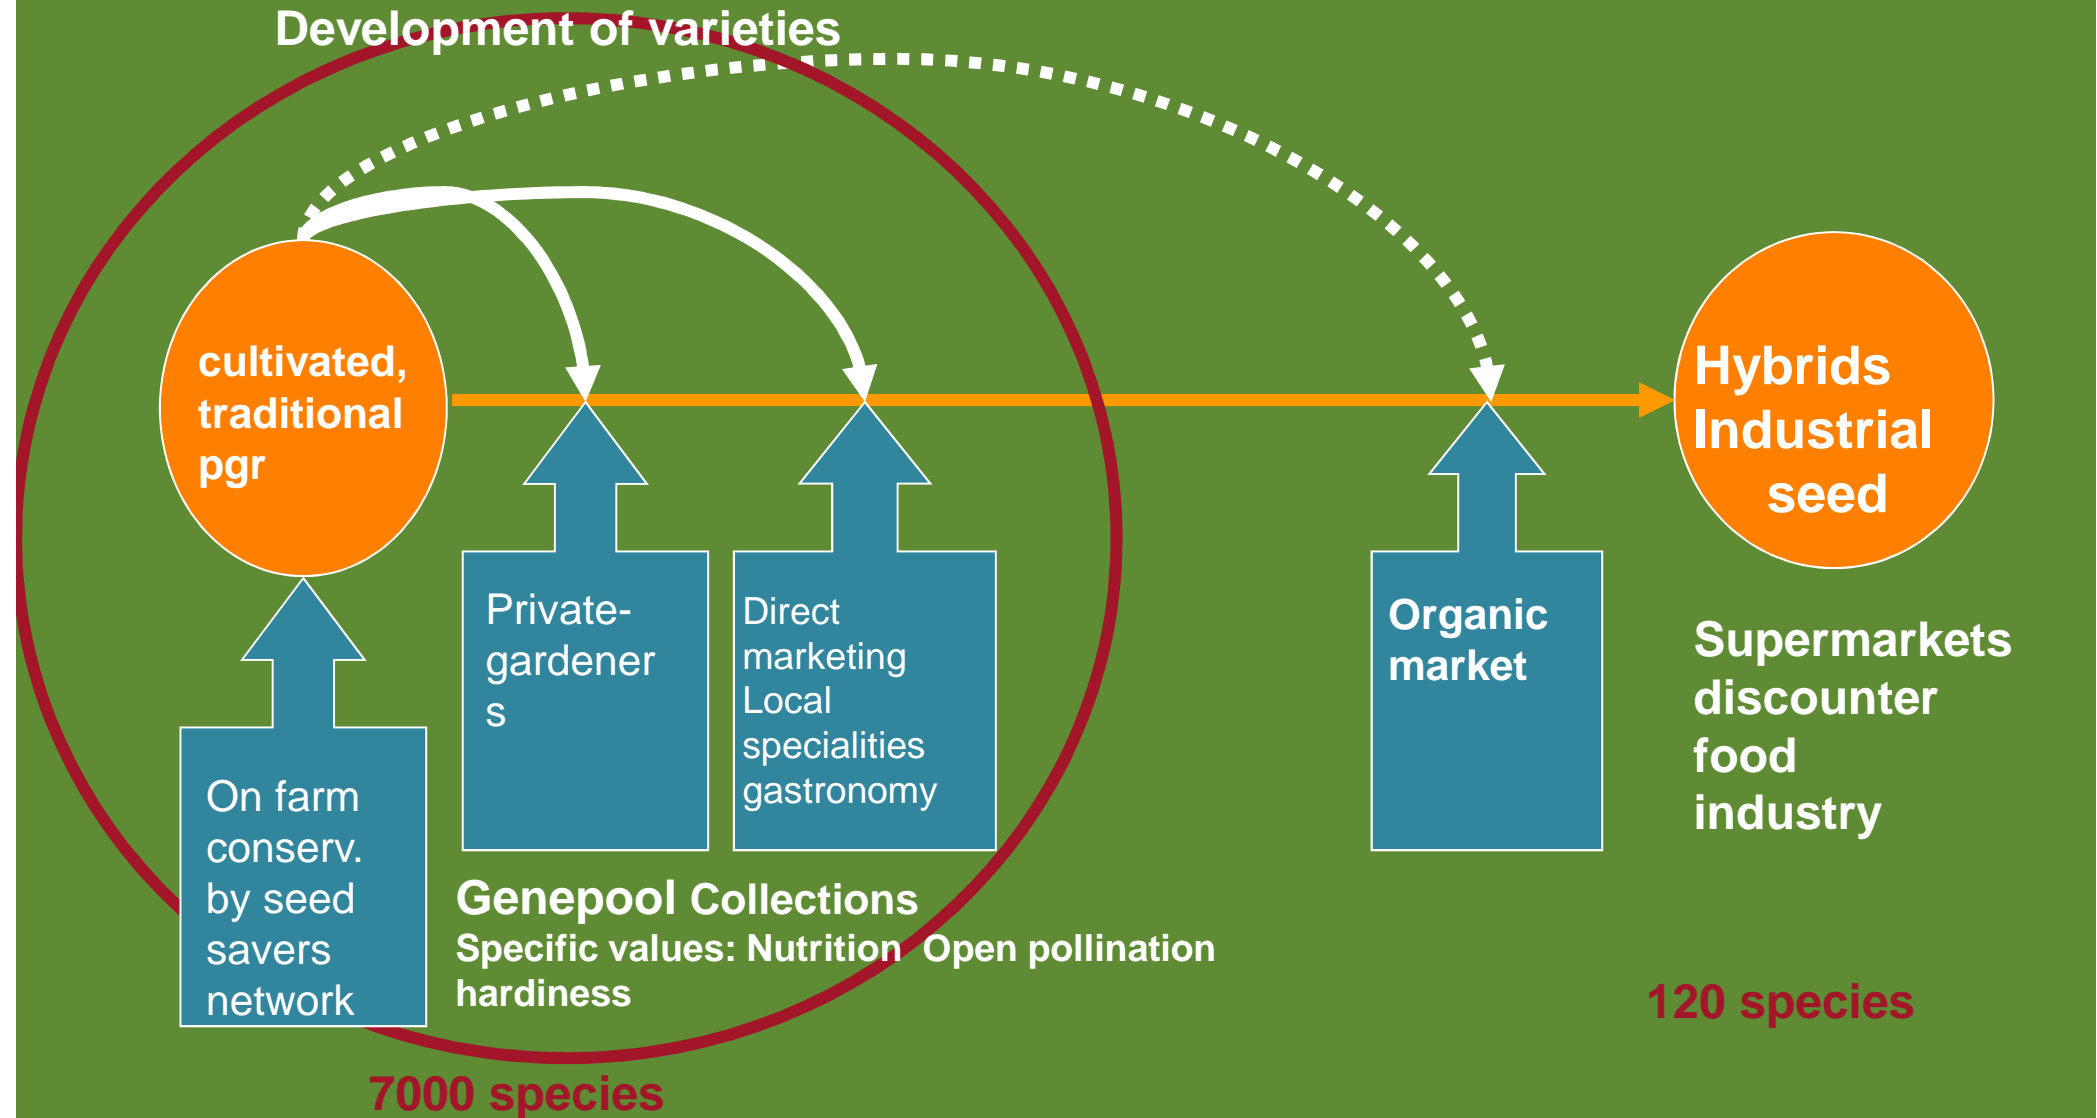 Development of varieties
cultivated,
traditional
pgr
Hybrids
Industrial
seed
Private-
gardener
s
Direct
marketing
Local
specialities
gastronomy
Organic
market
Supermarkets
discounter
food
industry
On farm
conserv.
by seed
savers
network
Genepool Collections
Specific values: Nutrition  Open pollination
hardiness
120 species
7000 species